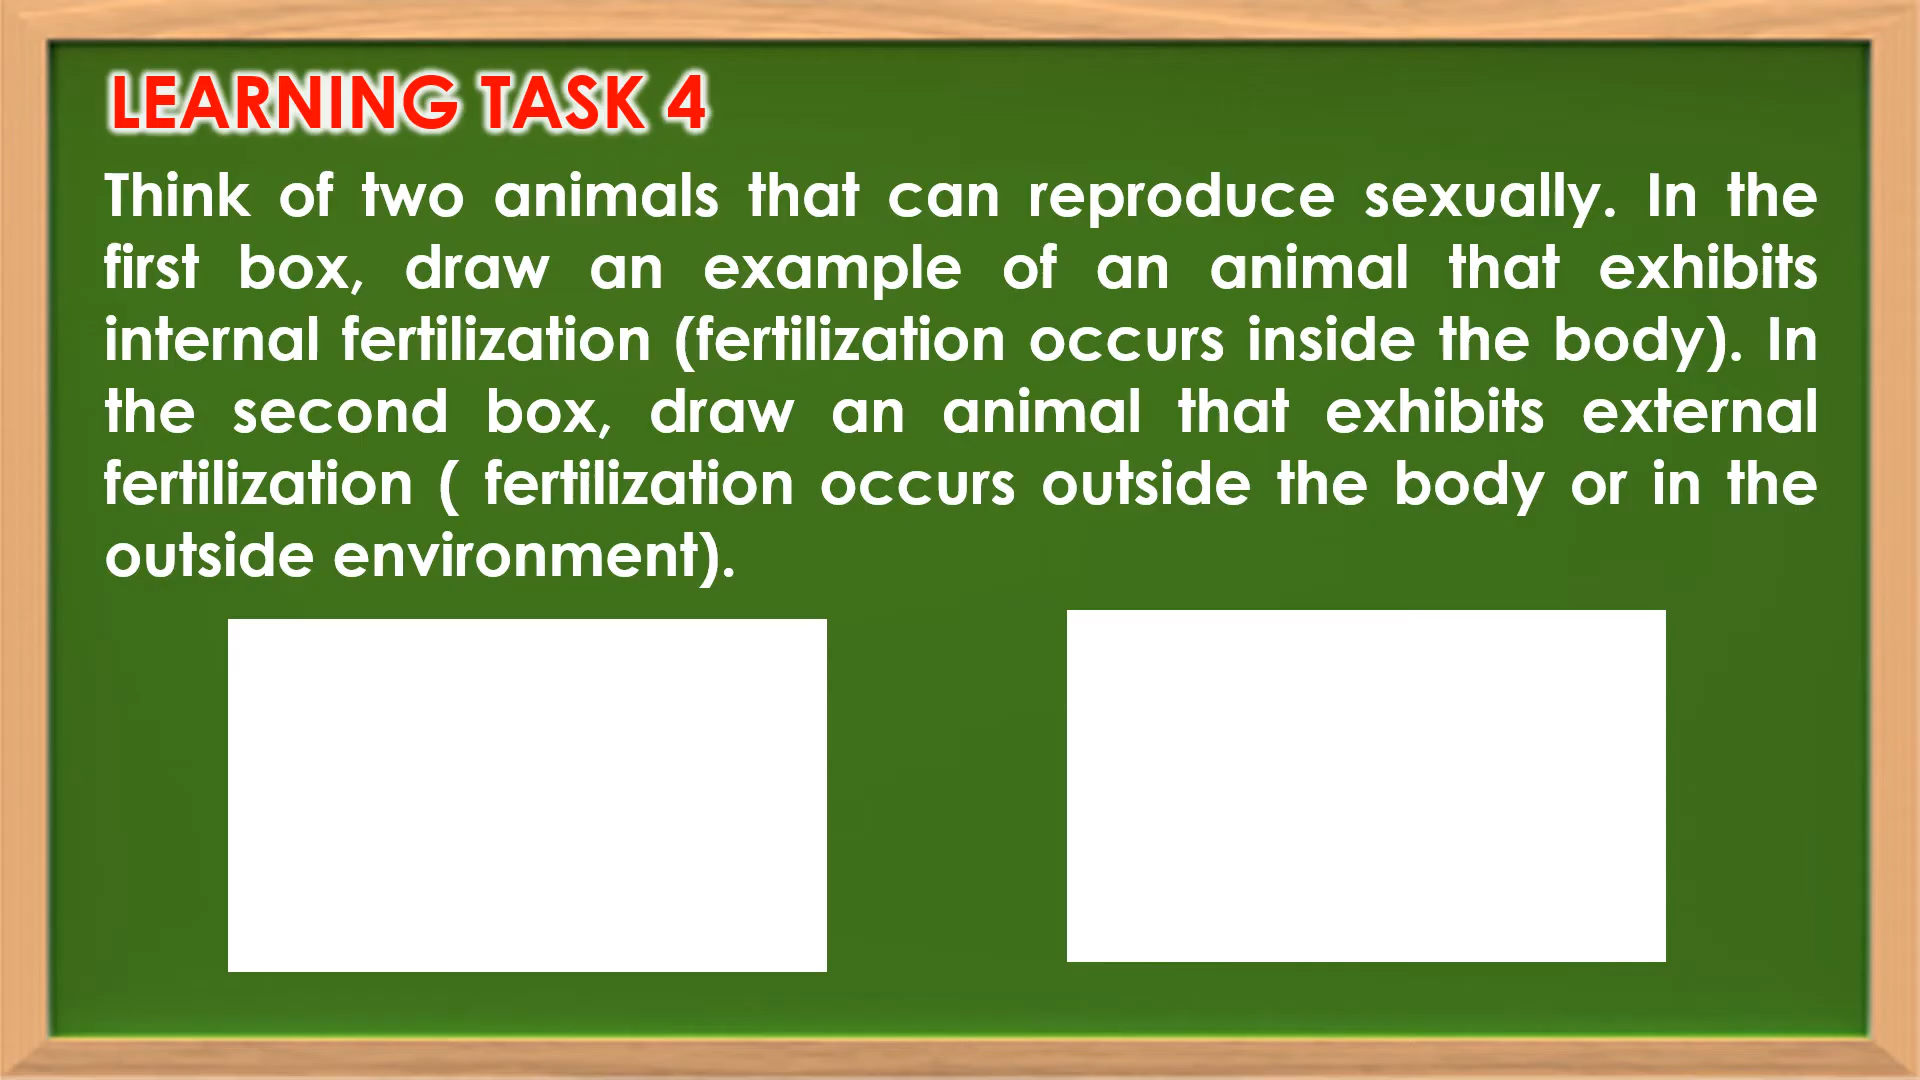 LEARNING TASK 4
Think of two animals that can reproduce sexually. In the
first box, draw an example of an animal that exhibits
internal fertilization (fertilization occurs inside the body). In
the second box, draw an animal that exhibits external
fertilization ( fertilization occurs outside the body or in the
outside environment).